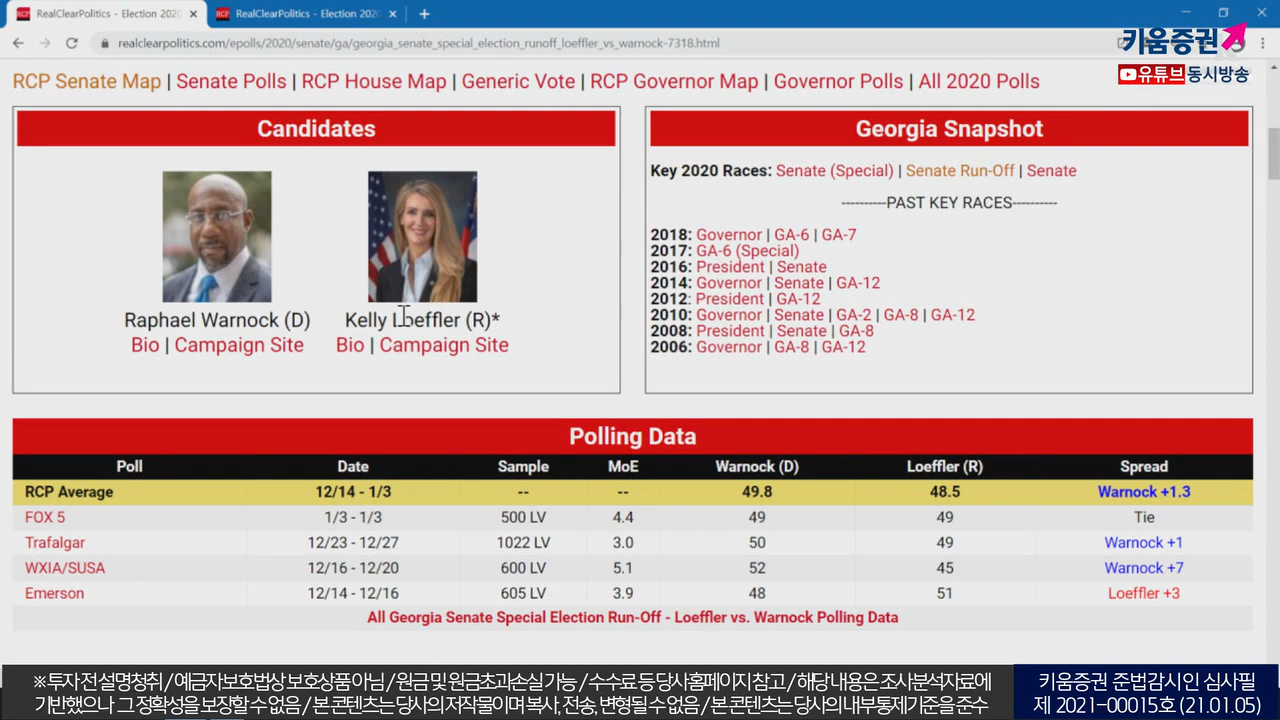 RealClearPolitics - Election 202
RealClearPolitics - Election 202
realclearpolitics.com/epolls/2020/senate/ga/georgia_senate_special_election_runoff_loeffler_vs_warnock-7318.html
키움증권
유튜브동시방송
RCP Senate Map | Senate Polls | RCP House Map | Generic Vote | RCP Governor Map | Governor Polls | All 2020 Polls
Candidates
Raphael Warnock (D)
Bio | Campaign Site
Kelly Loeffler (R)*
Bio | Campaign Site
Georgia Snapshot
Key 2020 Races: Senate (Special) | Senate Run-Off | Senate
----------PAST KEY RACES----------
2018: Governor | GA-6 | GA-7
2017: GA-6 (Special)
2016: President | Senate
2014: Governor | Senate | GA-12
2012: President | GA-12
2010: Governor | Senate | GA-2 | GA-8 | GA-12
2008: President | Senate | GA-8
2006: Governor | GA-8 | GA-12
Polling Data
Poll Date Sample MoE Warnock (D) Loeffler (R) Spread
RCP Average 12/14 - 1/3 -- -- 49.8 48.5 Warnock +1.3
FOX 5 1/3 - 1/3 500 LV 4.4 49 49 Tie
Trafalgar 12/23 - 12/27 1022 LV 3.0 50 49 Warnock +1
WXIA/SUSA 12/16 - 12/20 600 LV 5.1 52 45 Warnock +7
Emerson 12/14 - 12/16 605 LV 3.9 48 51 Loeffler +3
All Georgia Senate Special Election Run-Off - Loeffler vs. Warnock Polling Data
※투자 전 설명청취 / 예금자보호법상 보호상품 아님 / 원금 및 원금초과손실 가능 / 수수료 등 당사홈페이지 참고 / 해당 내용은 조사분석자료에
기반했으나 그 정확성을 보장할 수 없음 / 본 콘텐츠는 당사의 저작물이며 복사, 전송, 변형될 수 없음 / 본 콘텐츠는 당사의 내부통제기준을 준수
키움증권 준법감시인 심사필
제 2021-00015호 (21.01.05)